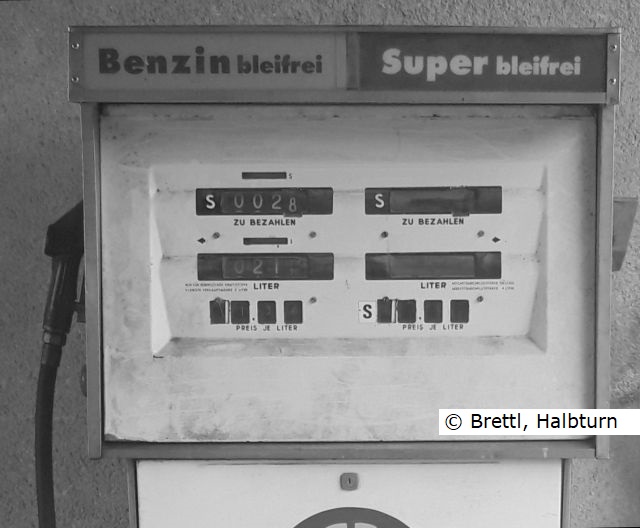 Benzin bleifrei Super bleifrei
S 0028 S
ZU BEZAHLEN ZU BEZAHLEN
021
LITER LITER
S
PREIS JE LITER PREIS JE LITER
© Brettl, Halbturn